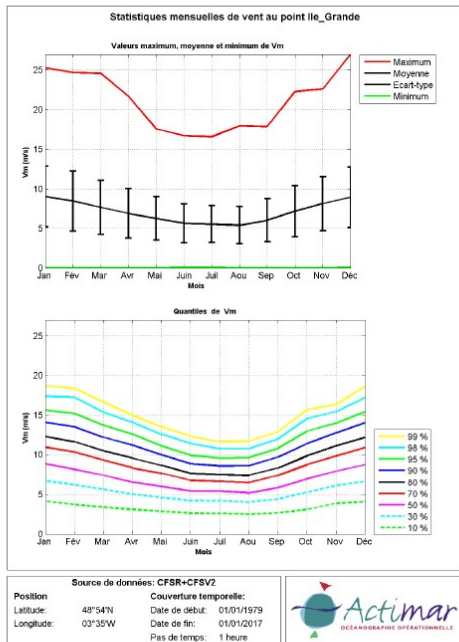 Statistiques mensuelles de vent au point Ile_Grande
Valeurs maximum, moyenne et minimum de Vm
25
20
15
10
5
0
Vm (m/s)
Jan Fév Mar Avr Mai Juin Jul Aou Sep Oct Nov Déc
Mois
Maximum
Moyenne
Ecart-type
Minimum
Quantiles de Vm
25
20
15
10
5
0
Vm (m/s)
Jan Fév Mar Avr Mai Juin Jul Aou Sep Oct Nov Déc
Mois
99 %
98 %
95 %
90 %
80 %
70 %
50 %
30 %
10 %
Source de données: CFSR+CFSV2
Position
Latitude: 48°54'N
Longitude: 03°35'W
Couverture temporelle:
Date de début: 01/01/1979
Date de fin: 01/01/2017
Pas de temps: 1 heure
Actimar
OCÉANOGRAPHIE OPÉRATIONNELLE